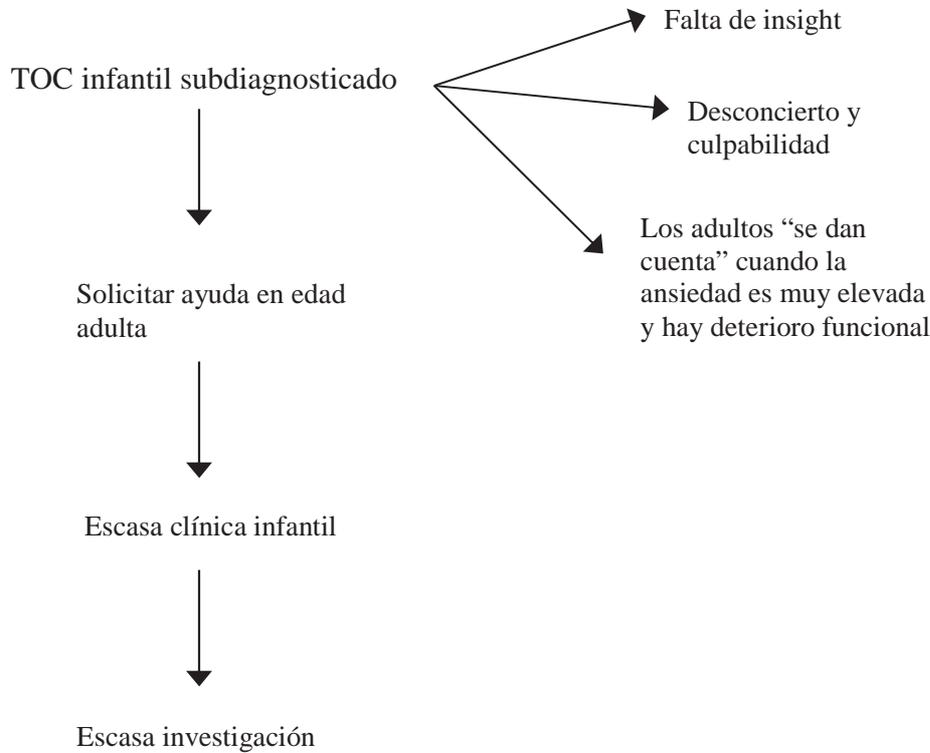 TOC infantil subdiagnosticado
Falta de insight
Desconcierto y
culpabilidad
Los adultos “se dan
cuenta” cuando la
ansiedad es muy elevada
y hay deterioro funcional
Solicitar ayuda en edad
adulta
Escasa clínica infantil
Escasa investigación